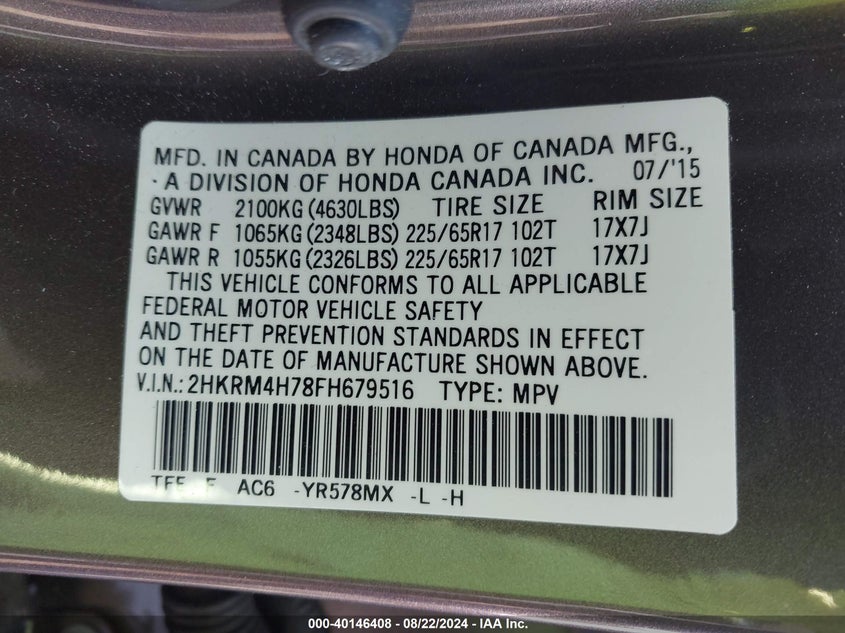 MFD. IN CANADA BY HONDA OF CANADA MFG.,
A DIVISION OF HONDA CANADA INC. 07/'15
GVWR 2100KG (4630LBS) TIRE SIZE RIM SIZE
GAWR F 1065KG (2348LBS) 225/65R17 102T 17X7J
GAWR R 1055KG (2326LBS) 225/65R17 102T 17X7J
THIS VEHICLE CONFORMS TO ALL APPLICABLE
FEDERAL MOTOR VEHICLE SAFETY
AND THEFT PREVENTION STANDARDS IN EFFECT
ON THE DATE OF MANUFACTURE SHOWN ABOVE.
V.I.N.: 2HKRM4H78FH679516 TYPE: MPV
AC6 -YR578MX -L -H
000-40146408 - 08/22/2024 - IAA Inc.